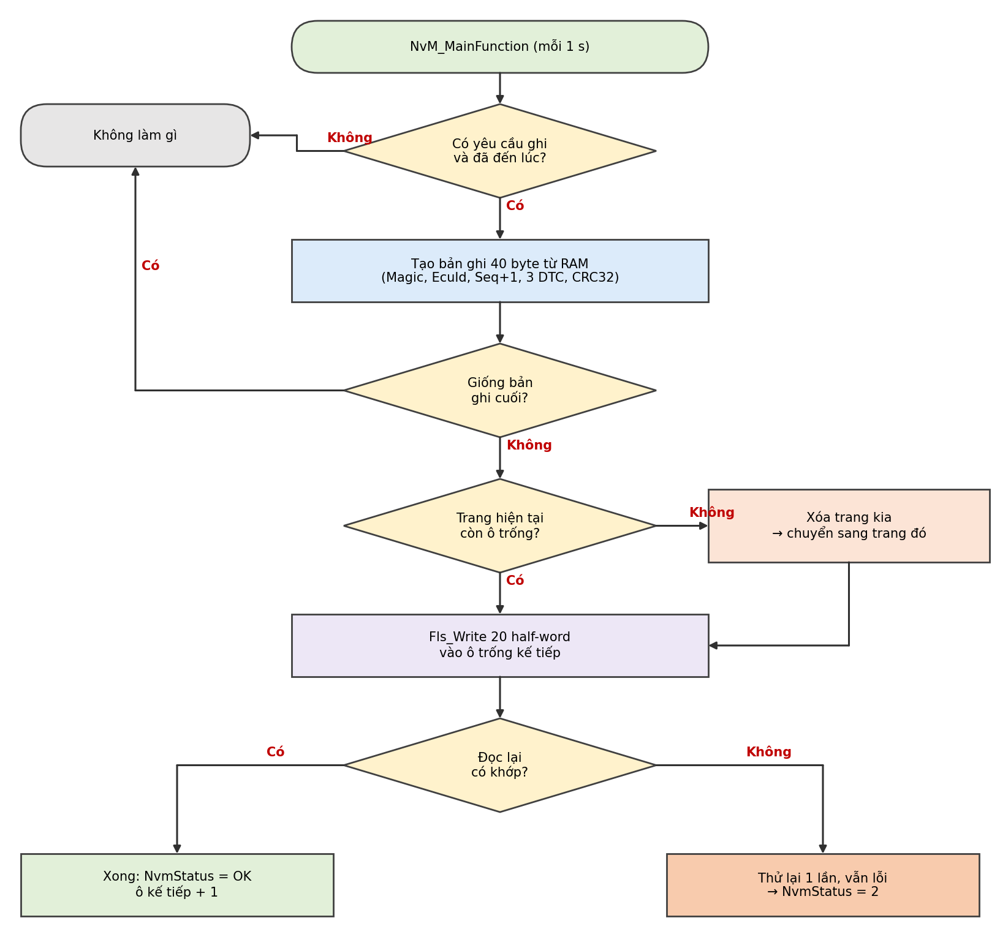 NvM_MainFunction (mỗi 1 s)
Không làm gì
Không
Có yêu cầu ghi
và đã đến lúc?
Có
Tạo bản ghi 40 byte từ RAM
(Magic, EcuId, Seq+1, 3 DTC, CRC32)
Có
Giống bản
ghi cuối?
Không
Trang hiện tại
còn ô trống?
Không
Xóa trang kia
→ chuyển sang trang đó
Có
Fls_Write 20 half-word
vào ô trống kế tiếp
Đọc lại
có khớp?
Có
Không
Xong: NvmStatus = OK
ô kế tiếp + 1
Thử lại 1 lần, vẫn lỗi
→ NvmStatus = 2